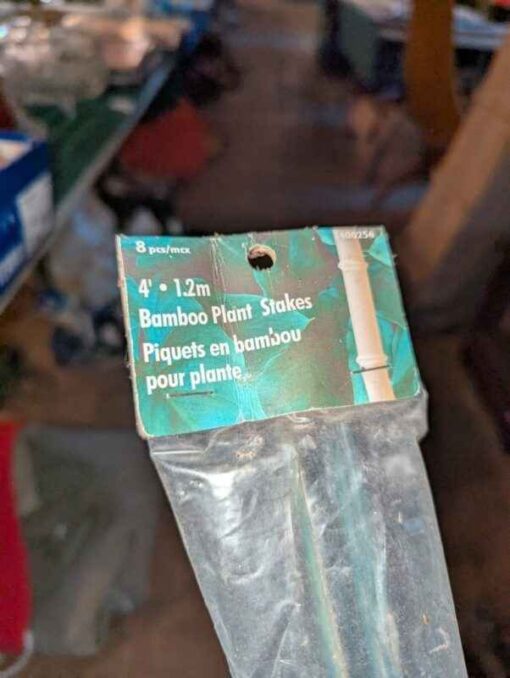 8 pcs/mcx
4' • 1.2m
Bamboo Plant Stakes
Piquets en bambou
pour plante